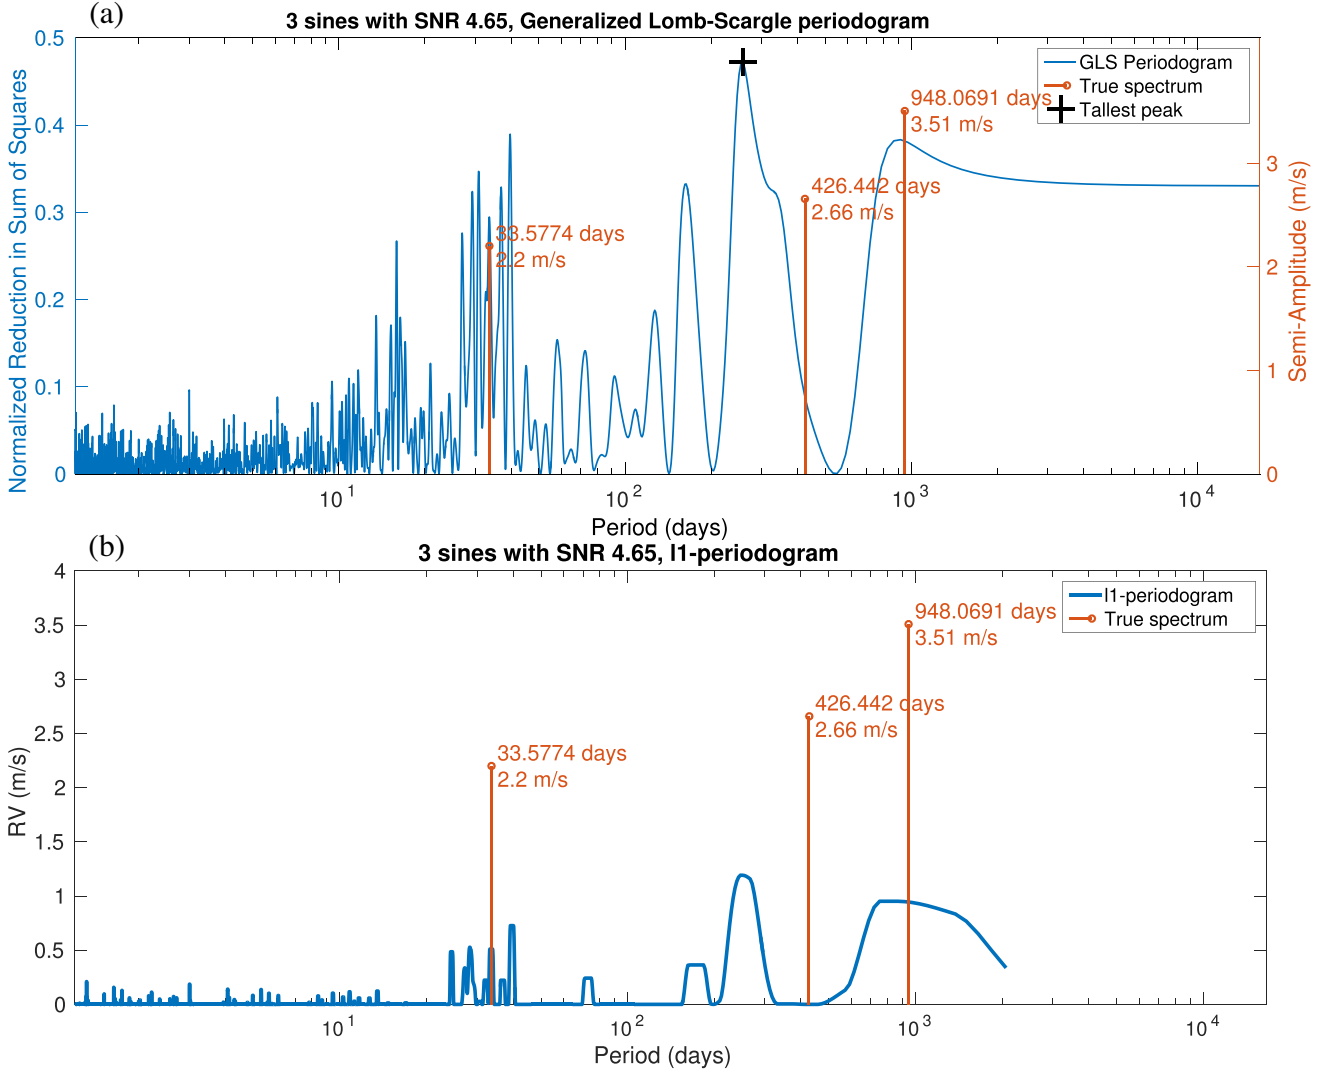 (a)
3 sines with SNR 4.65, Generalized Lomb-Scargle periodogram
Normalized Reduction in Sum of Squares
0.5
0.4
0.3
0.2
0.1
0
GLS Periodogram
True spectrum
Tallest peak
948.0691 days
3.51 m/s
426.442 days
2.66 m/s
33.5774 days
2.2 m/s
3
2
1
0
Semi-Amplitude (m/s)
10^1
10^2
10^3
10^4
Period (days)
(b)
3 sines with SNR 4.65, l1-periodogram
RV (m/s)
4
3.5
3
2.5
2
1.5
1
0.5
0
l1-periodogram
True spectrum
948.0691 days
3.51 m/s
426.442 days
2.66 m/s
33.5774 days
2.2 m/s
10^1
10^2
10^3
10^4
Period (days)